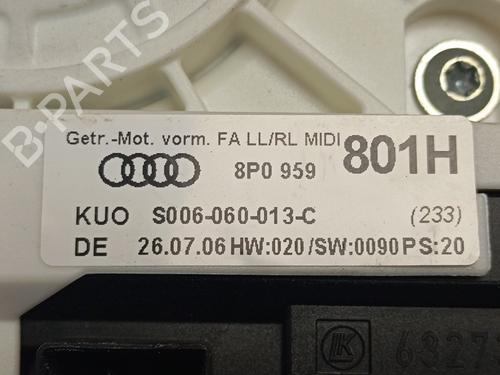 B-PARTS
Getr.-Mot. vorm. FA LL/RL MIDI
801H
8P0 959
KUO S006-060-013-C (233)
DE 26.07.06 HW:020/SW:0090 PS:20
LK